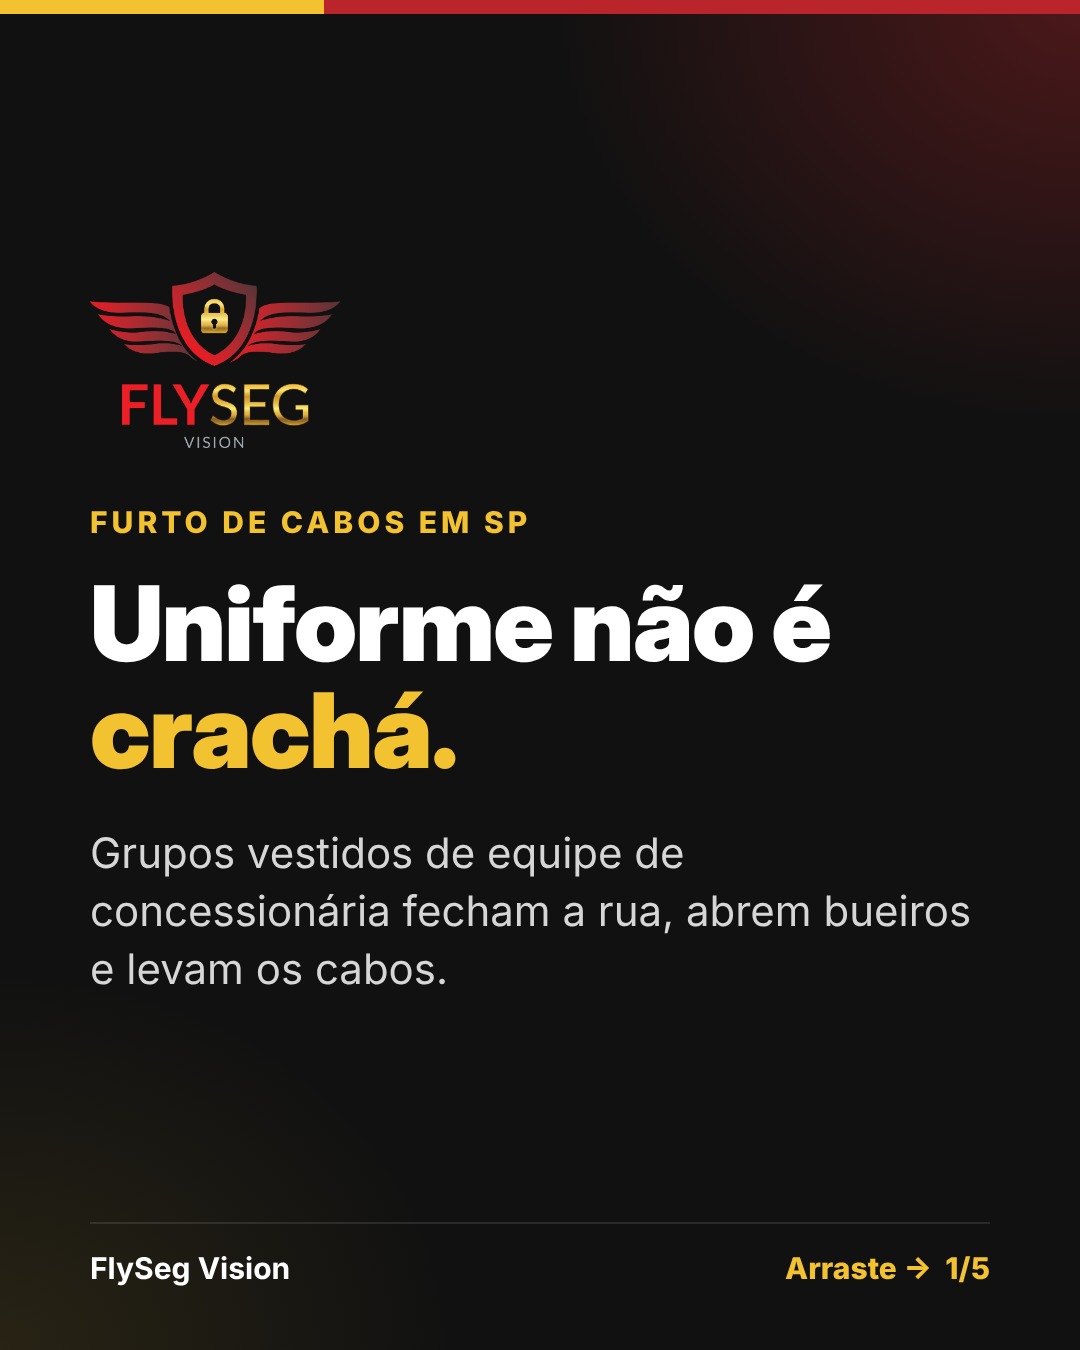 FLYSEG
VISION
FURTO DE CABOS EM SP
Uniforme não é
crachá.
Grupos vestidos de equipe de
concessionária fecham a rua, abrem bueiros
e levam os cabos.
FlySeg Vision
Arraste → 1/5